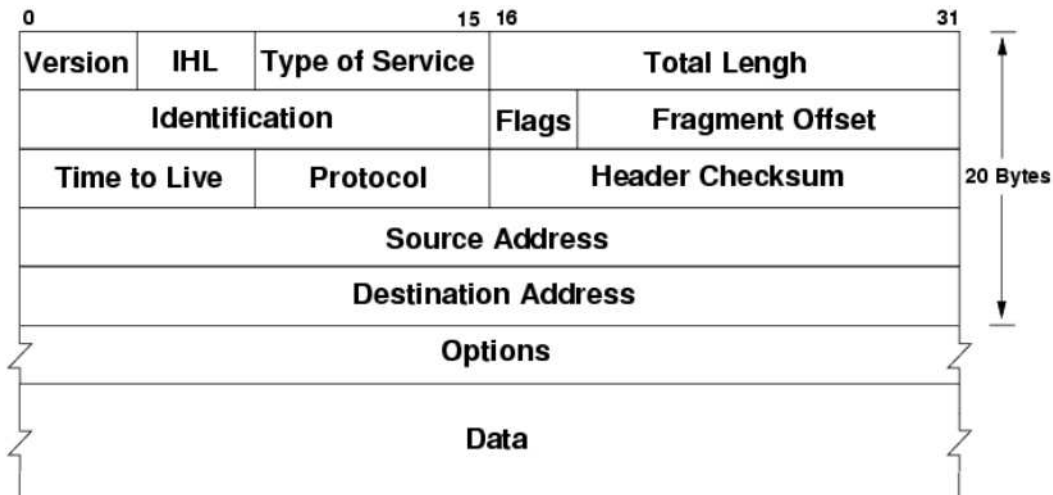 0 15 16 31
Version IHL Type of Service Total Lengh
Identification Flags Fragment Offset
Time to Live Protocol Header Checksum 20 Bytes
Source Address
Destination Address
Options
Data